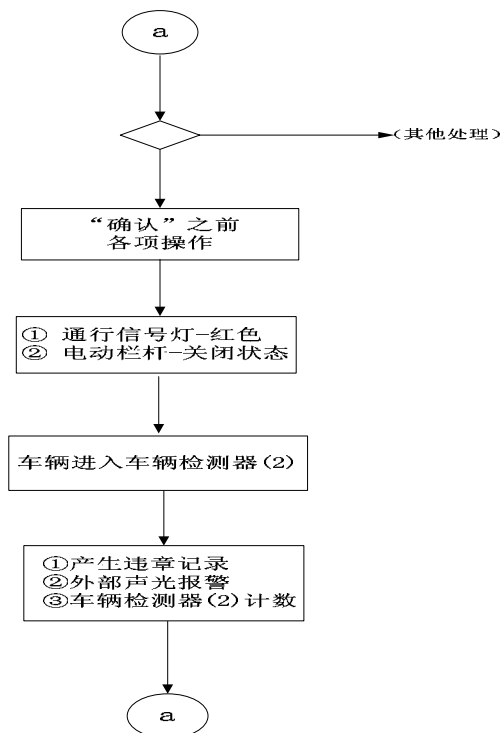 a
(其他处理)
“确认”之前
各项操作
① 通行信号灯-红色
② 电动栏杆-关闭状态
车辆进入车辆检测器(2)
①产生违章记录
②外部声光报警
③车辆检测器(2)计数
a